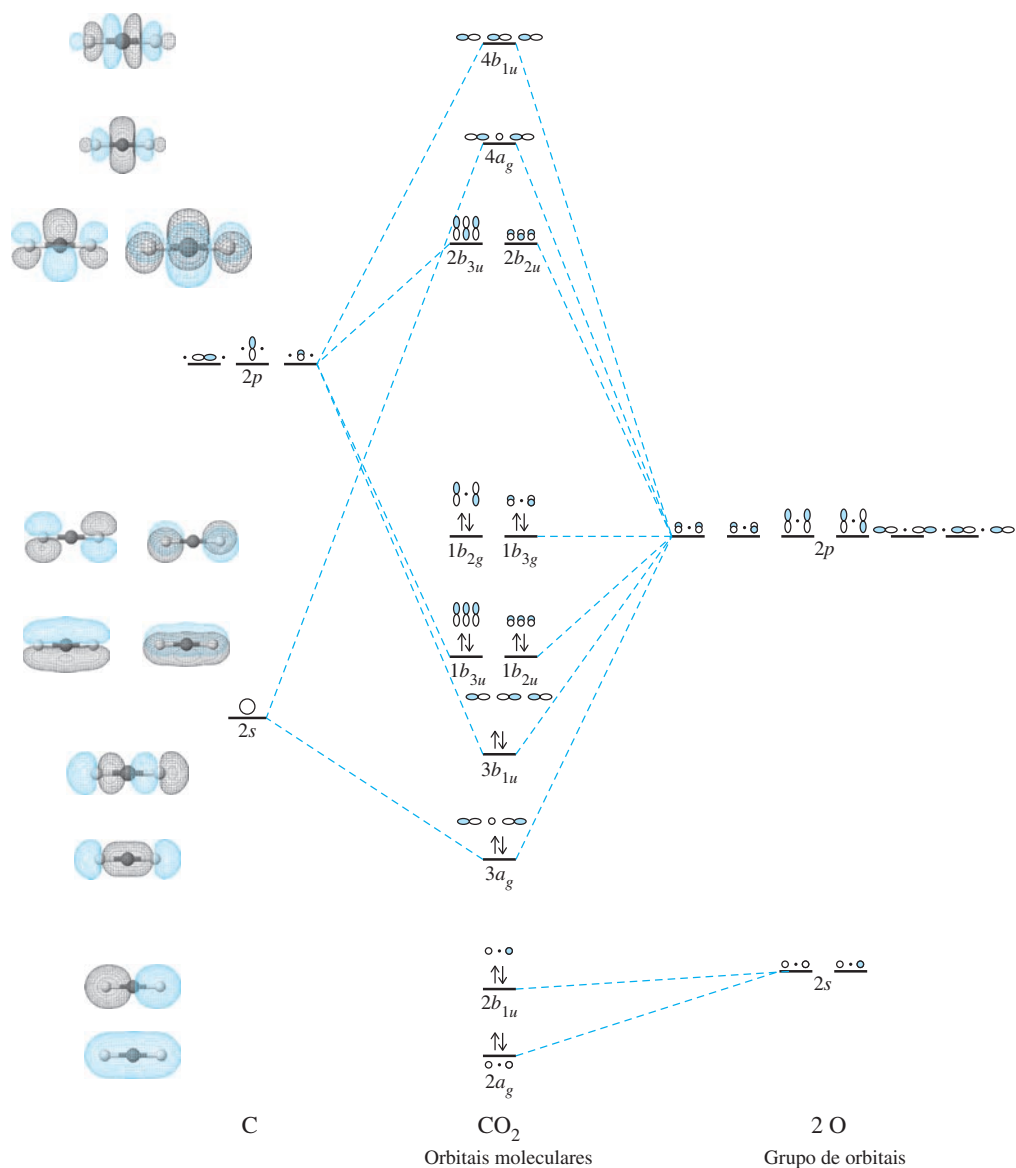 4b1u
4ag
2b3u 2b2u
2p
1b2g 1b3g
2p
1b3u 1b2u
2s
3b1u
3ag
2s
2b1u
2ag
C CO2 2 O
Orbitais moleculares Grupo de orbitais